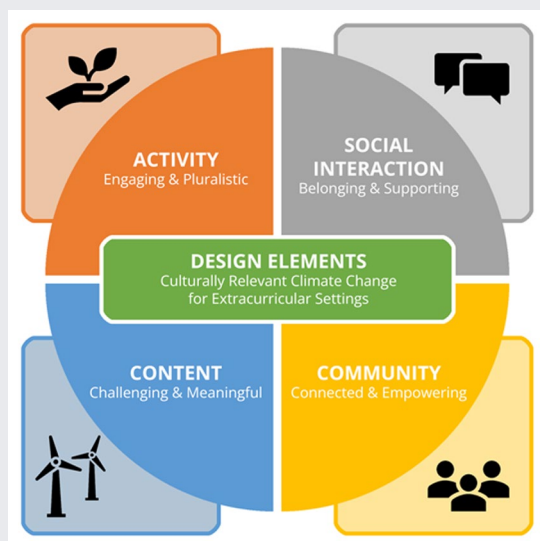 ACTIVITY
Engaging & Pluralistic
SOCIAL
INTERACTION
Belonging & Supporting
DESIGN ELEMENTS
Culturally Relevant Climate Change
for Extracurricular Settings
CONTENT
Challenging & Meaningful
COMMUNITY
Connected & Empowering